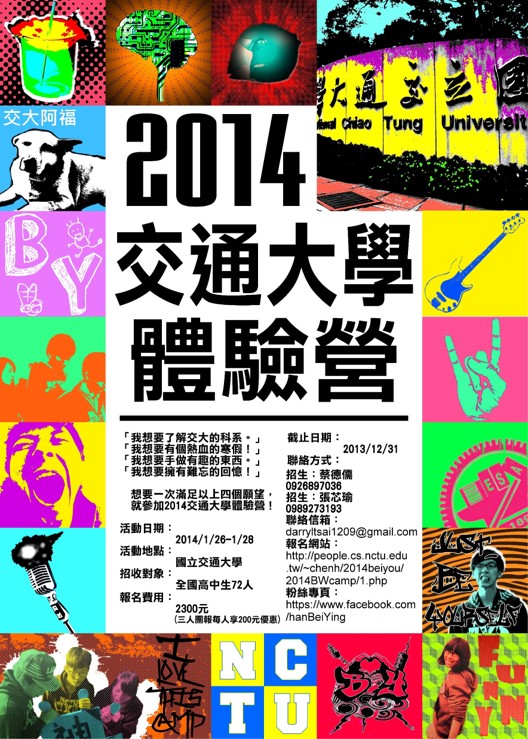 學大通交立國
onal Chiao Tung Universit
交大阿福
2014
交通大學
體驗營
BY
「我想要了解交大的科系。」
「我想要有個熱血的寒假！」
「我想要手做有趣的東西。」
「我想要擁有難忘的回憶！」
想要一次滿足以上四個願望，
就參加2014交通大學體驗營！
活動日期：
2014/1/26-1/28
活動地點：
國立交通大學
招收對象：
全國高中生72人
報名費用：
2300元
(三人團報每人享200元優惠)
截止日期：
2013/12/31
聯絡方式：
招生：蔡德儒
0926897036
招生：張芯瑜
0989273193
聯絡信箱：
darryltsai1209@gmail.com
報名網站：
http://people.cs.nctu.edu
.tw/~chenh/2014beiyou/
2014BWcamp/1.php
粉絲專頁：
https://www.facebook.com
/hanBeiYing
JUST
BE
YOURSELF
I
LOVE
THIS
CAMP
NC
TU
BY
FUNNY